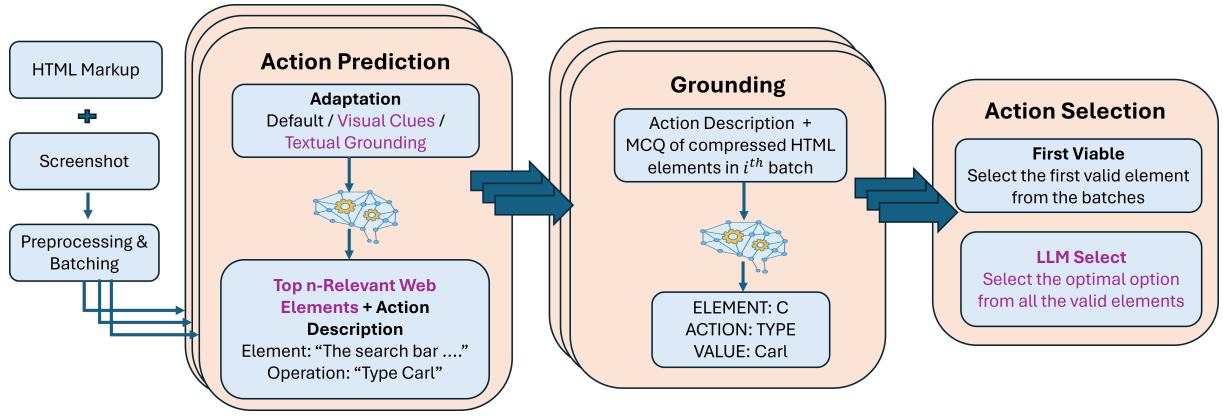 HTML Markup
Screenshot
Preprocessing &
Batching
Action Prediction
Adaptation
Default / Visual Clues /
Textual Grounding
Top n-Relevant Web
Elements + Action
Description
Element: “The search bar ....”
Operation: “Type Carl”
Grounding
Action Description +
MCQ of compressed HTML
elements in iᵗʰ batch
ELEMENT: C
ACTION: TYPE
VALUE: Carl
Action Selection
First Viable
Select the first valid element
from the batches
LLM Select
Select the optimal option
from all the valid elements